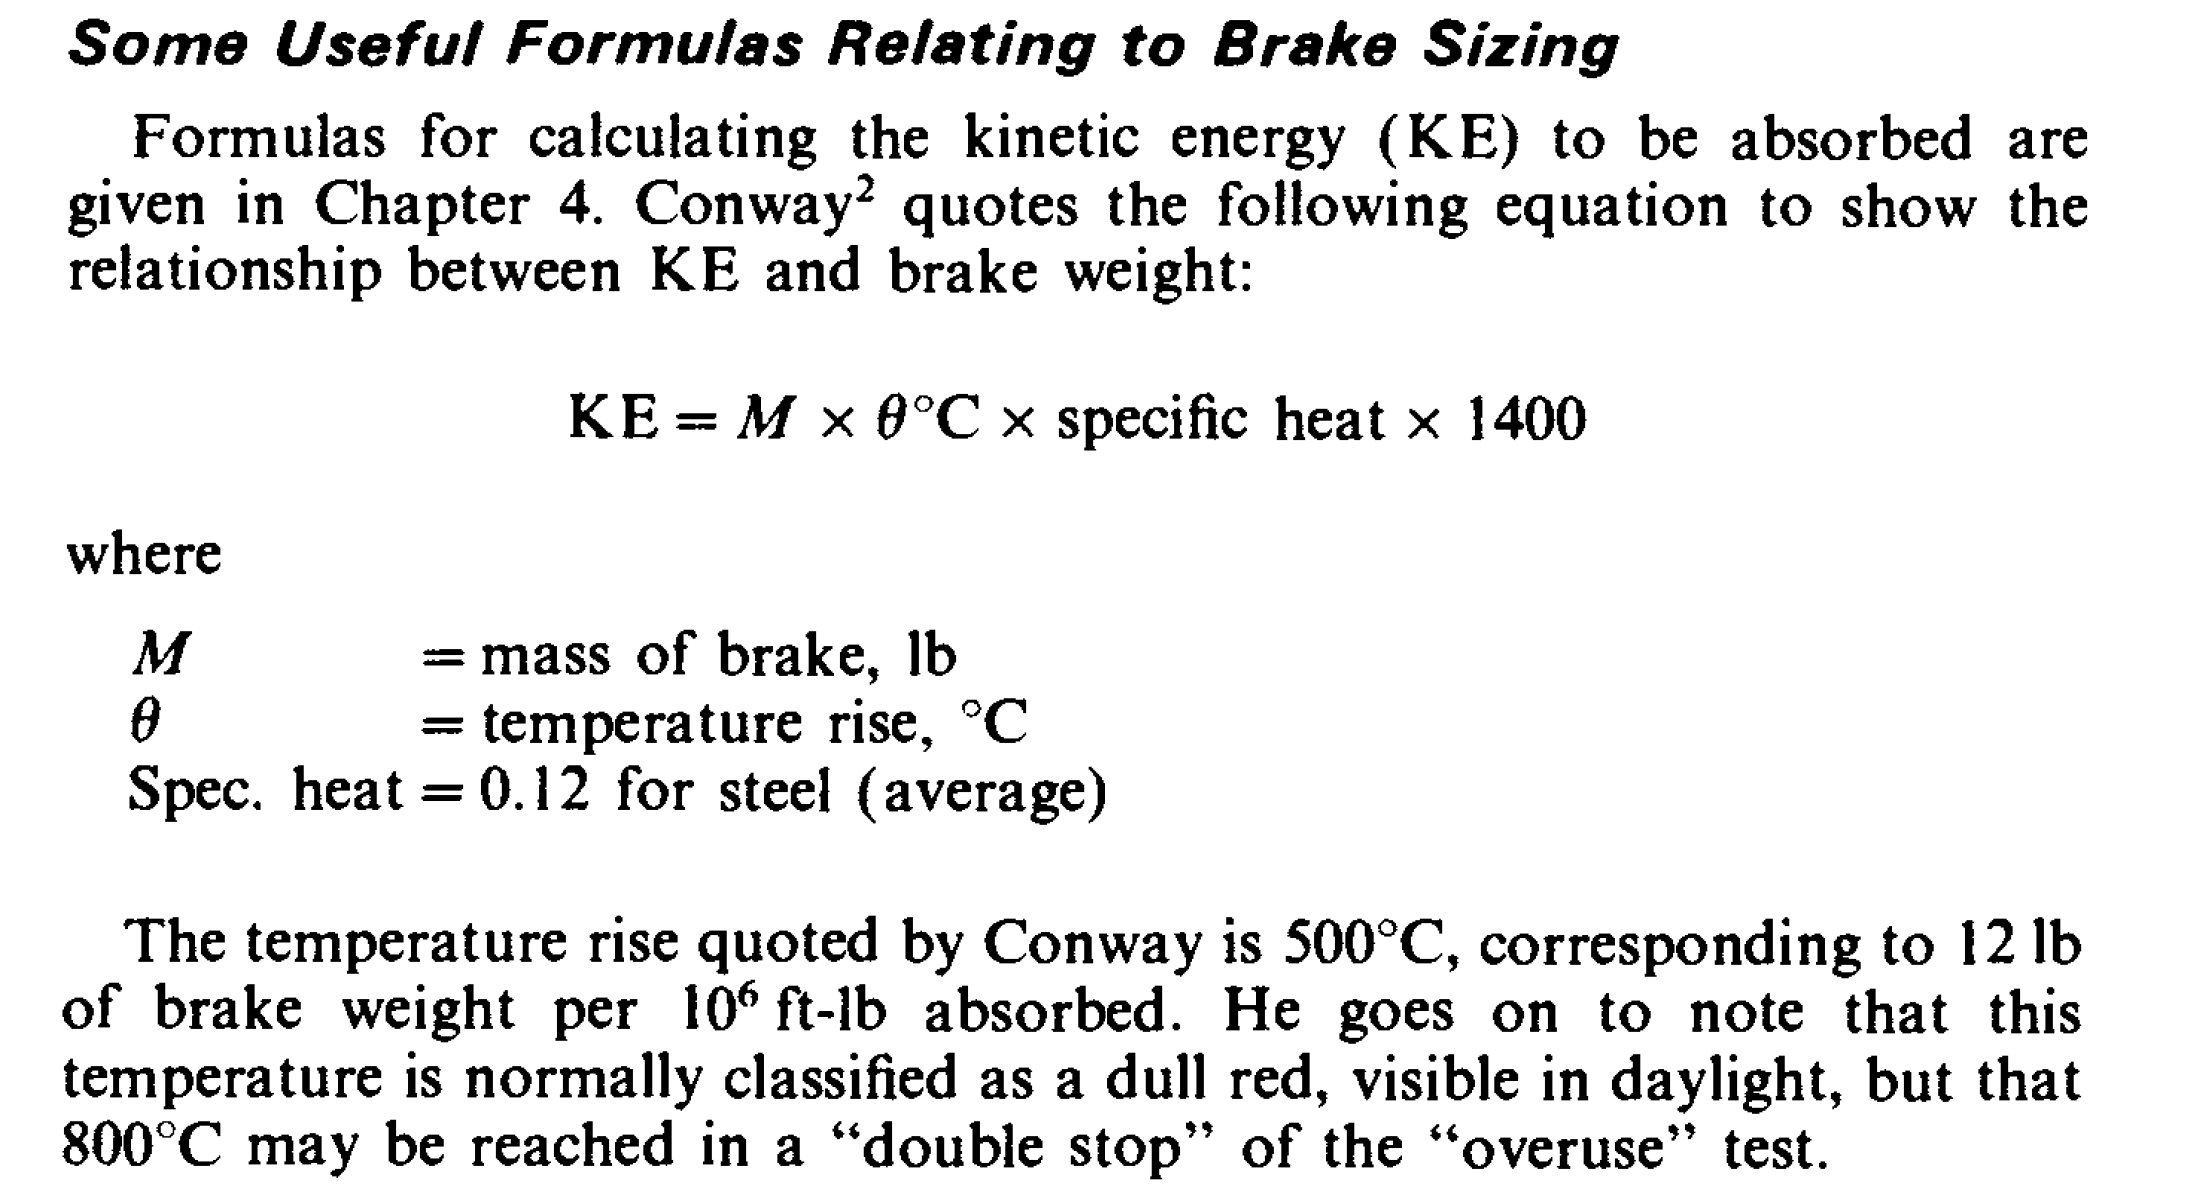 Some Useful Formulas Relating to Brake Sizing
Formulas for calculating the kinetic energy (KE) to be absorbed are
given in Chapter 4. Conway² quotes the following equation to show the
relationship between KE and brake weight:
KE = M × θ°C × specific heat × 1400
where
M = mass of brake, lb
θ = temperature rise, °C
Spec. heat = 0.12 for steel (average)
The temperature rise quoted by Conway is 500°C, corresponding to 12 lb
of brake weight per 10⁶ ft-lb absorbed. He goes on to note that this
temperature is normally classified as a dull red, visible in daylight, but that
800°C may be reached in a “double stop” of the “overuse” test.